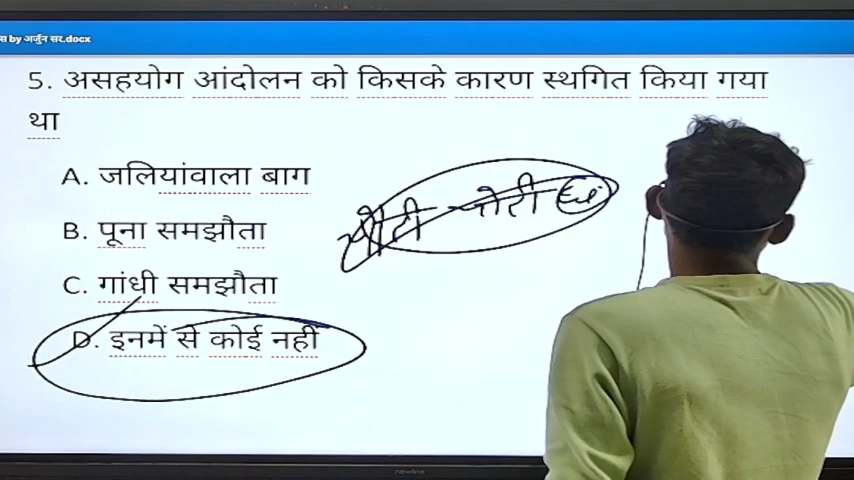 स by अर्जुन सर.docx
5. असहयोग आंदोलन को किसके कारण स्थगित किया गया
था
A. जलियांवाला बाग
B. पूना समझौता
C. गांधी समझौता
D. इनमें से कोई नहीं
चौरी चौरी